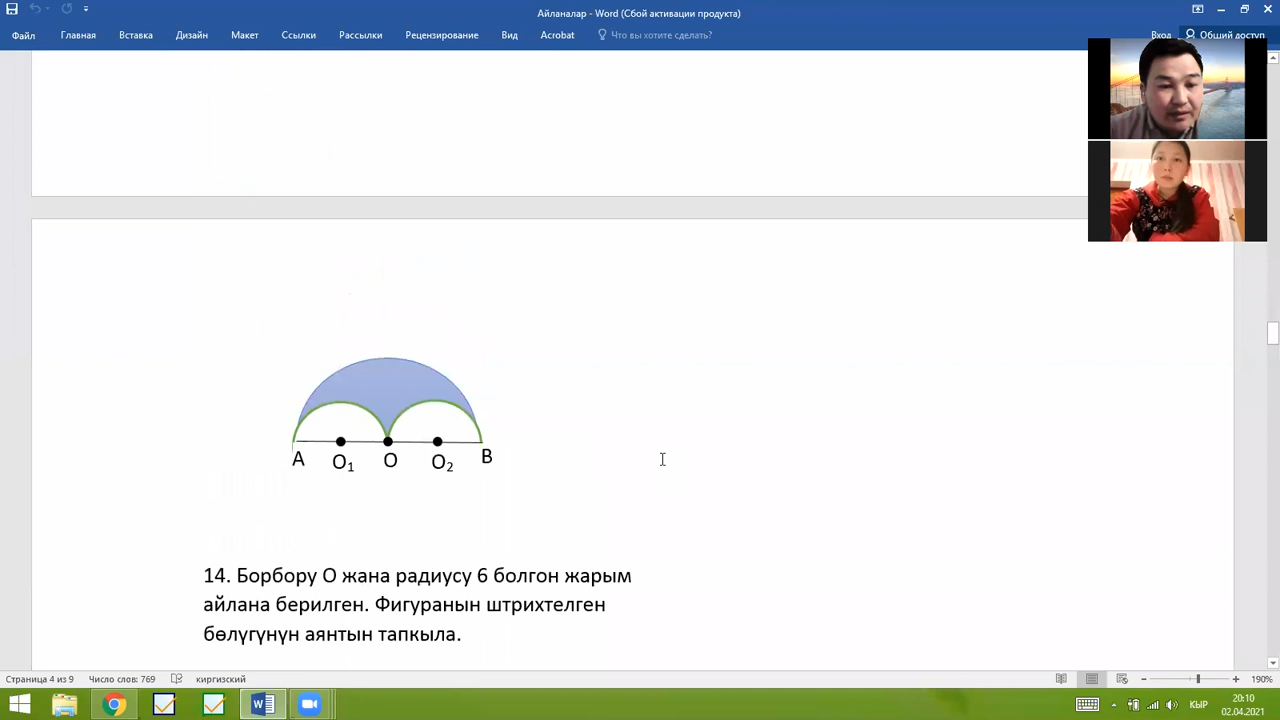 Айланалар - Word (Сбой активации продукта)
Файл Главная Вставка Дизайн Макет Ссылки Рассылки Рецензирование Вид Acrobat Что вы хотите сделать? Вход Общий доступ
A O₁ O O₂ B
14. Борбору О жана радиусу 6 болгон жарым
айлана берилген. Фигуранын штрихтелген
бөлүгүнүн аянтын тапкыла.
Страница 4 из 9 Число слов: 769 киргизский 190%
КЫР
20:10
02.04.2021